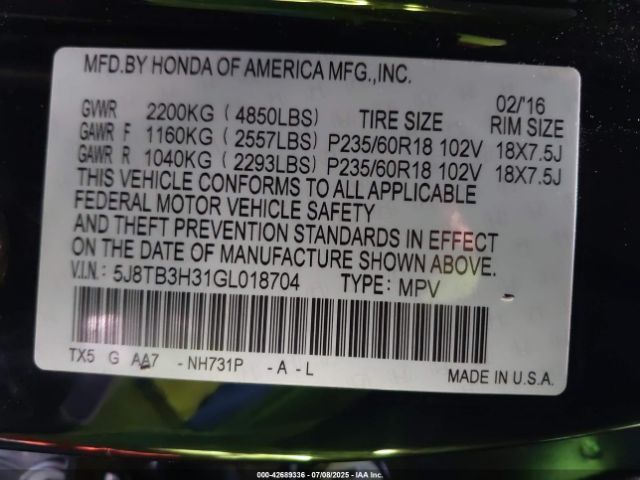 MFD.BY HONDA OF AMERICA MFG.,INC.
02/'16
GVWR 2200KG (4850LBS) TIRE SIZE RIM SIZE
GAWR F 1160KG (2557LBS) P235/60R18 102V 18X7.5J
GAWR R 1040KG (2293LBS) P235/60R18 102V 18X7.5J
THIS VEHICLE CONFORMS TO ALL APPLICABLE
FEDERAL MOTOR VEHICLE SAFETY
AND THEFT PREVENTION STANDARDS IN EFFECT
ON THE DATE OF MANUFACTURE SHOWN ABOVE.
V.I.N.: 5J8TB3H31GL018704 TYPE: MPV
TX5 G AA7 -NH731P -A-L
MADE IN U.S.A.
000-42689336 - 07/08/2025 - IAA Inc.